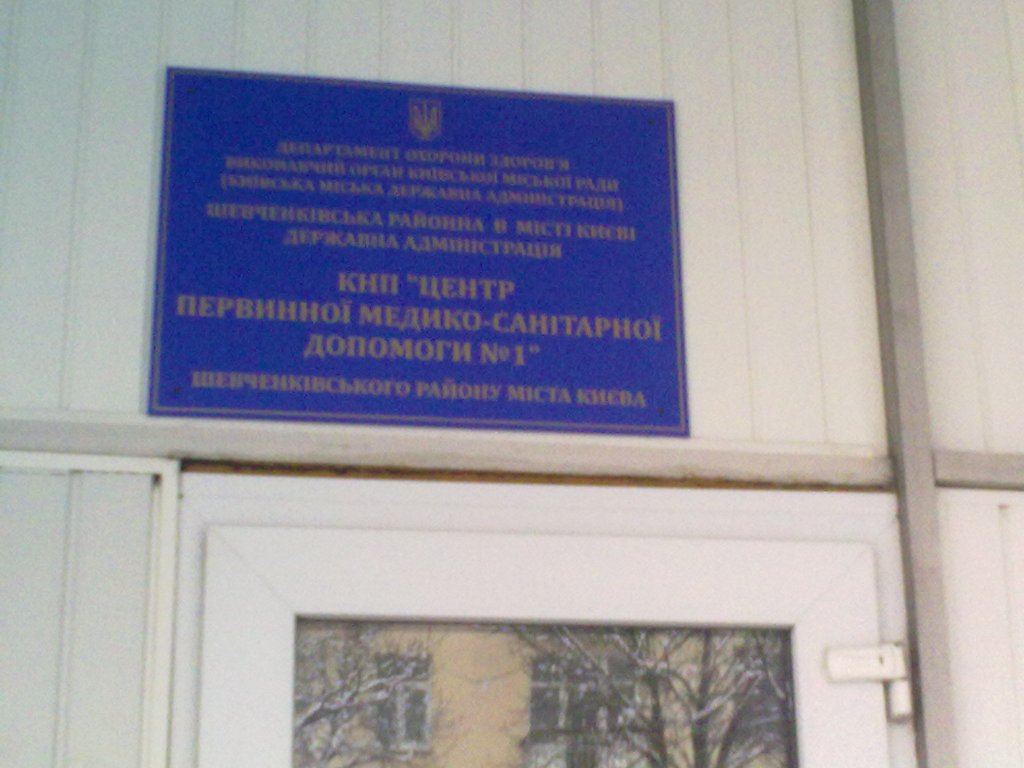 ДЕПАРТАМЕНТ ОХОРОНИ ЗДОРОВ'Я
ВИКОНАВЧИЙ ОРГАН КИЇВСЬКОЇ МІСЬКОЇ РАДИ
(КИЇВСЬКА МІСЬКА ДЕРЖАВНА АДМІНІСТРАЦІЯ)
ШЕВЧЕНКІВСЬКА РАЙОННА В МІСТІ КИЄВІ
ДЕРЖАВНА АДМІНІСТРАЦІЯ
КНП "ЦЕНТР
ПЕРВИННОЇ МЕДИКО-САНІТАРНОЇ
ДОПОМОГИ №1"
ШЕВЧЕНКІВСЬКОГО РАЙОНУ МІСТА КИЄВА